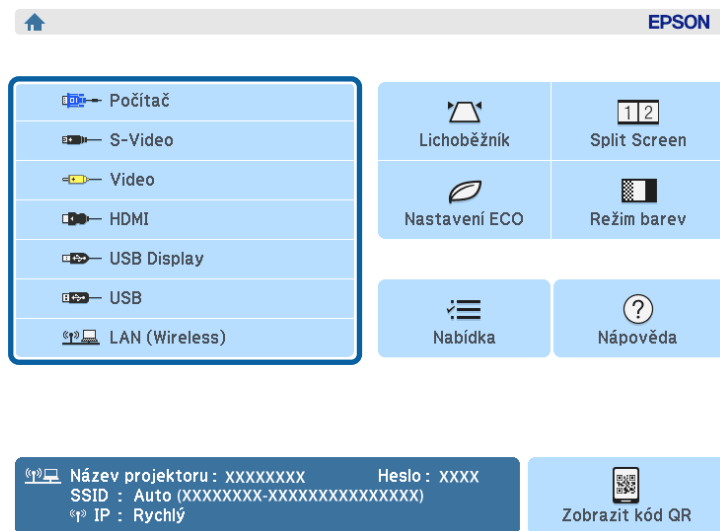 EPSON
Počítač
S-Video
Video
HDMI
USB Display
USB
LAN (Wireless)
Lichoběžník
1 2
Split Screen
Nastavení ECO
Režim barev
Nabídka
?
Nápověda
Název projektoru : XXXXXXXX Heslo : XXXX
SSID : Auto (XXXXXXXX-XXXXXXXXXXXXXXX)
IP : Rychlý
Zobrazit kód QR